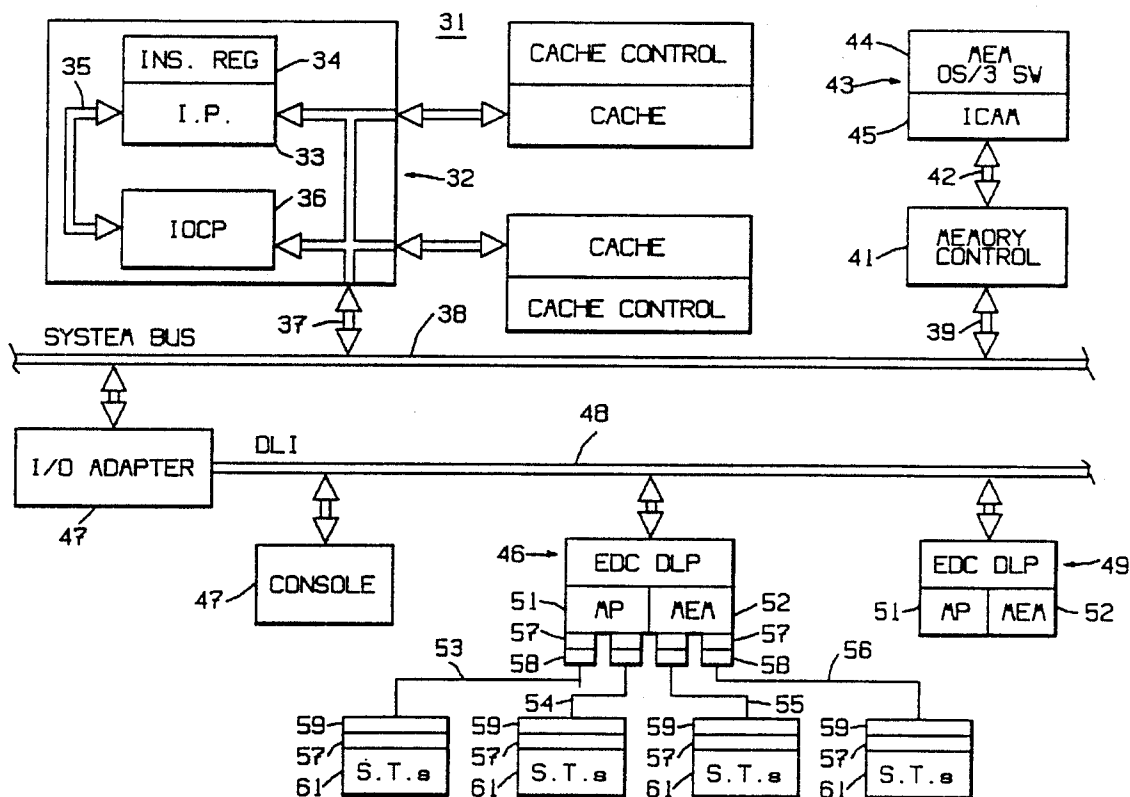 31
INS. REG
34
35
I.P.
33
36
32
IOCP
CACHE CONTROL
CACHE
CACHE
CACHE CONTROL
44
MEM
OS/3 SW
43
ICAM
45
42
41
MEMORY
CONTROL
39
37
38
SYSTEM BUS
I/O ADAPTER
47
DLI
48
47
CONSOLE
46
EDC DLP
51
MP
MEM
52
57
57
58
58
EDC DLP
49
51
MP
MEM
52
53
54
55
56
59
57
61
S.T.s
59
57
61
S.T.s
59
57
61
S.T.s
59
57
61
S.T.s